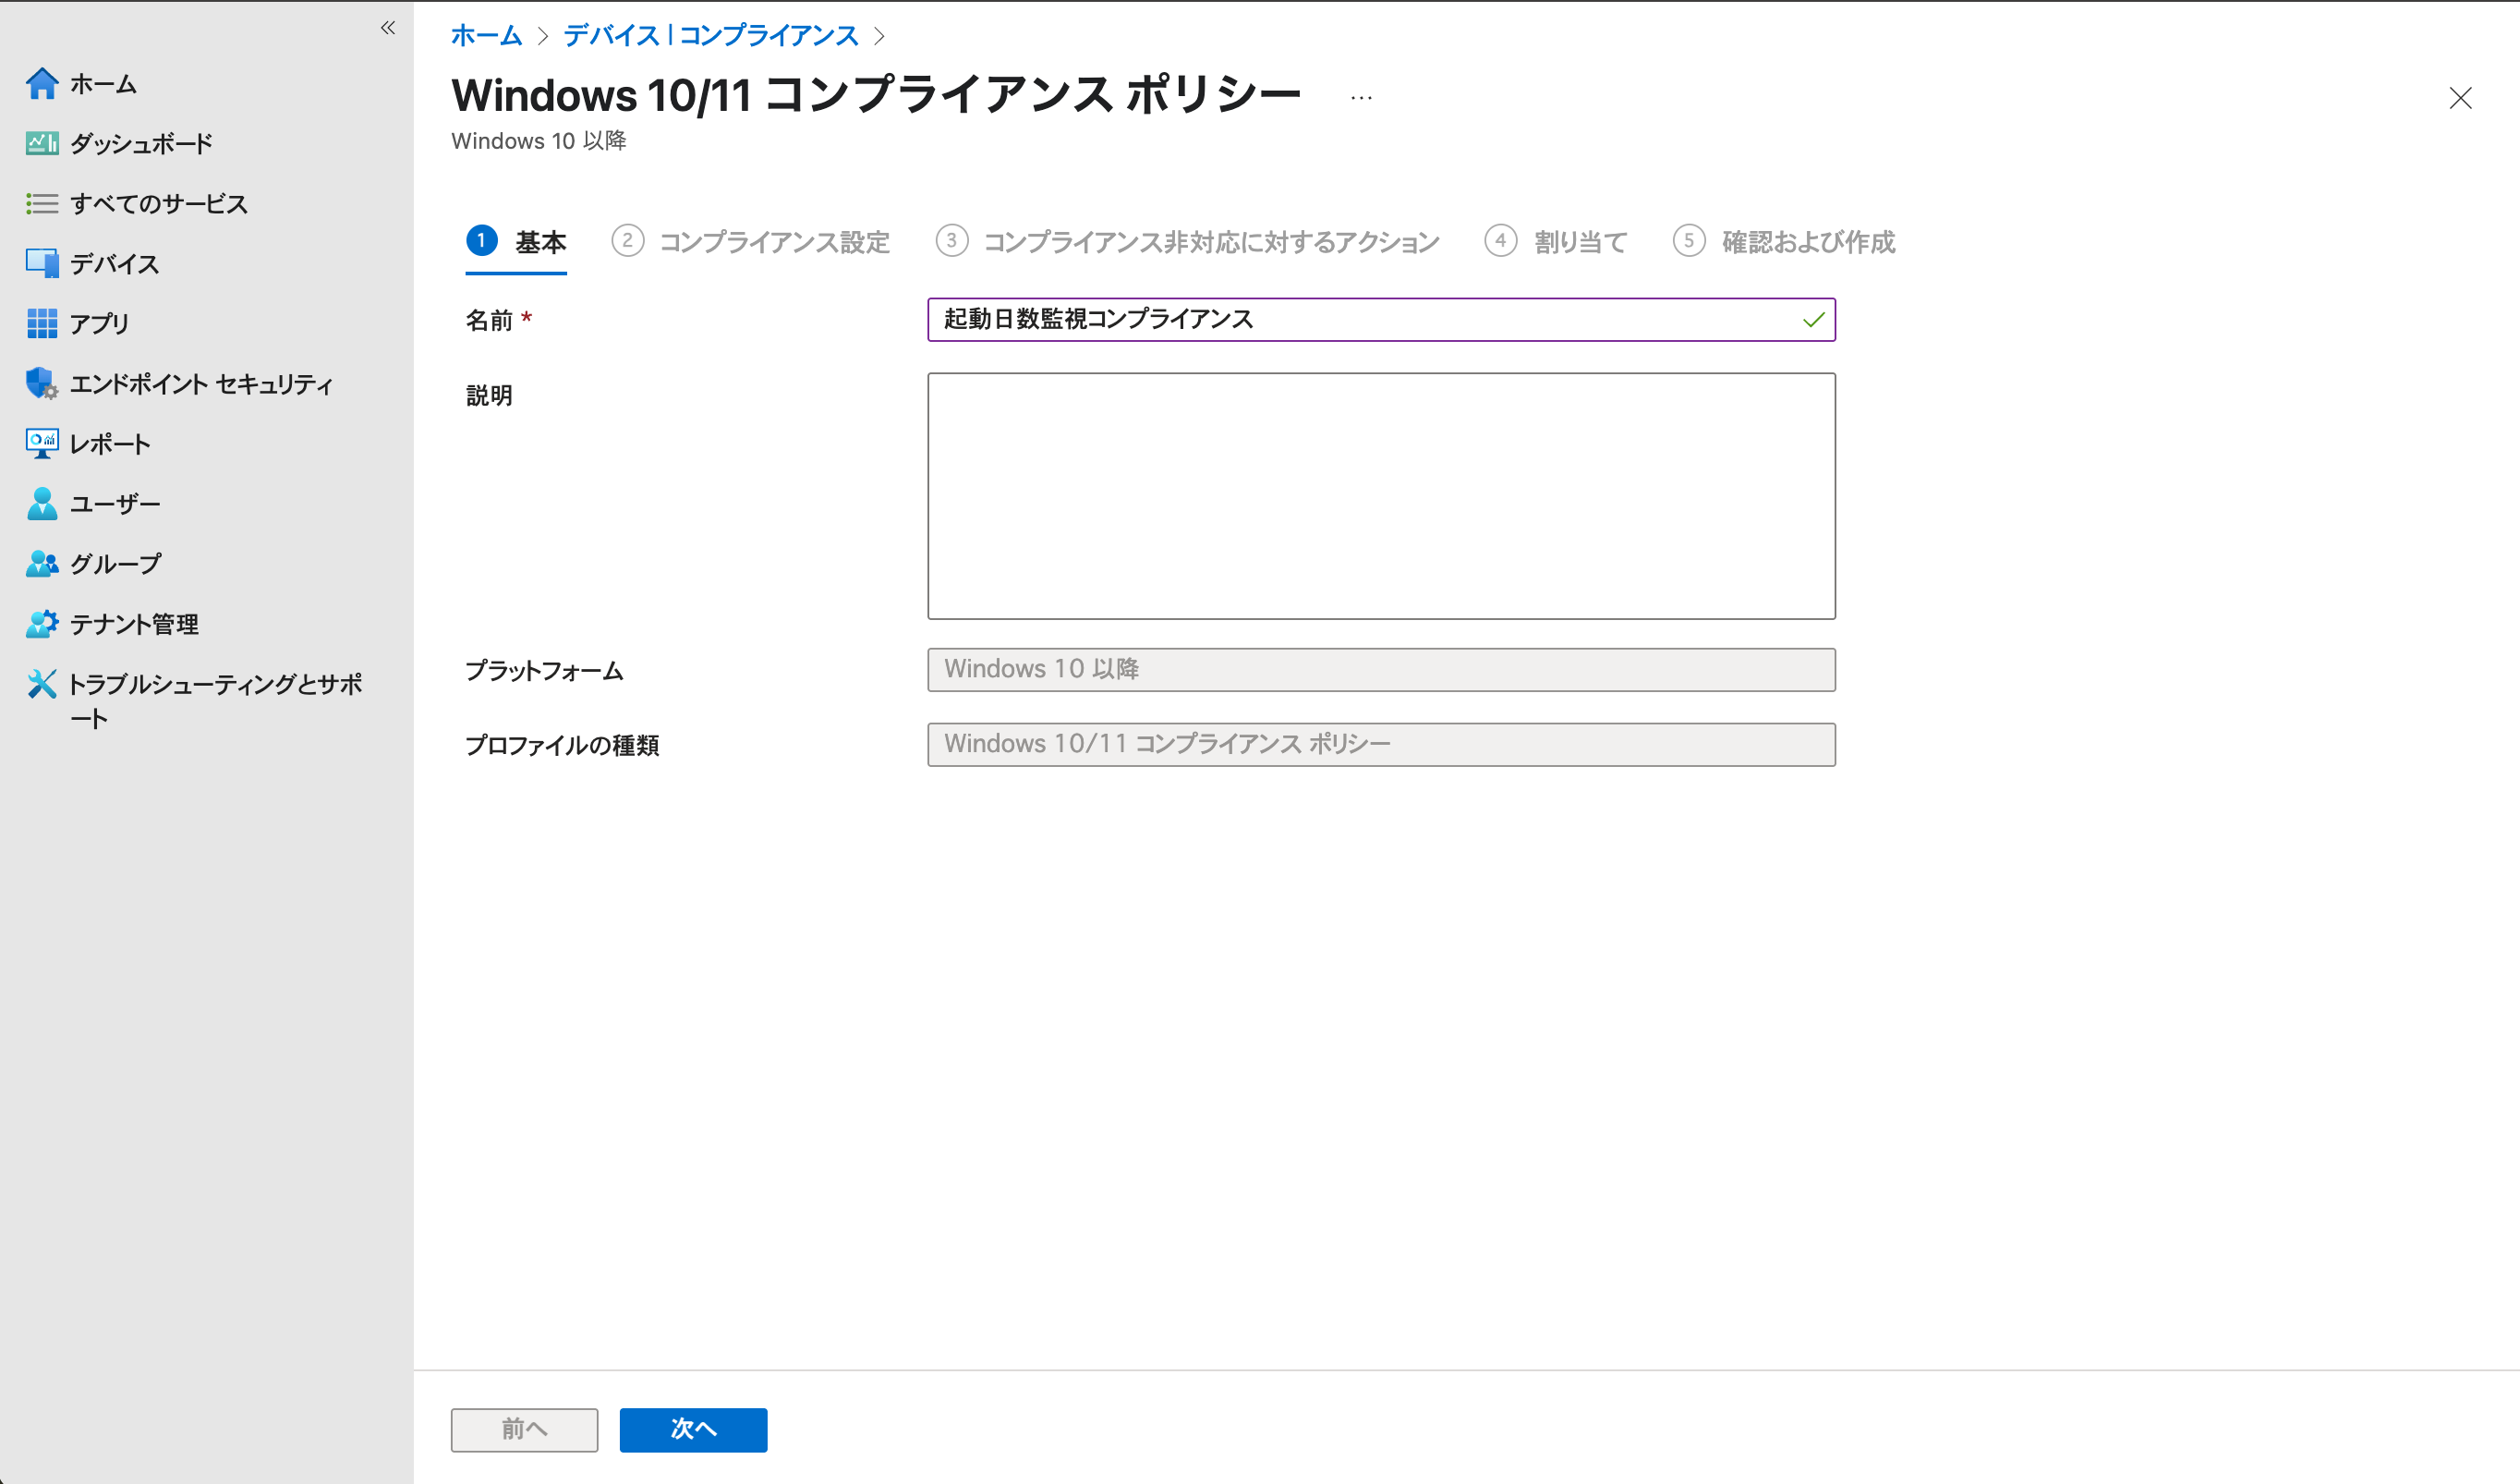 ホーム
ダッシュボード
すべてのサービス
デバイス
アプリ
エンドポイント セキュリティ
レポート
ユーザー
グループ
テナント管理
トラブルシューティングとサポ
ート
ホーム > デバイス | コンプライアンス >
Windows 10/11 コンプライアンス ポリシー ...
Windows 10 以降
1 基本 2 コンプライアンス設定 3 コンプライアンス非対応に対するアクション 4 割り当て 5 確認および作成
名前 * 起動日数監視コンプライアンス
説明
プラットフォーム Windows 10 以降
プロファイルの種類 Windows 10/11 コンプライアンス ポリシー
前へ 次へ